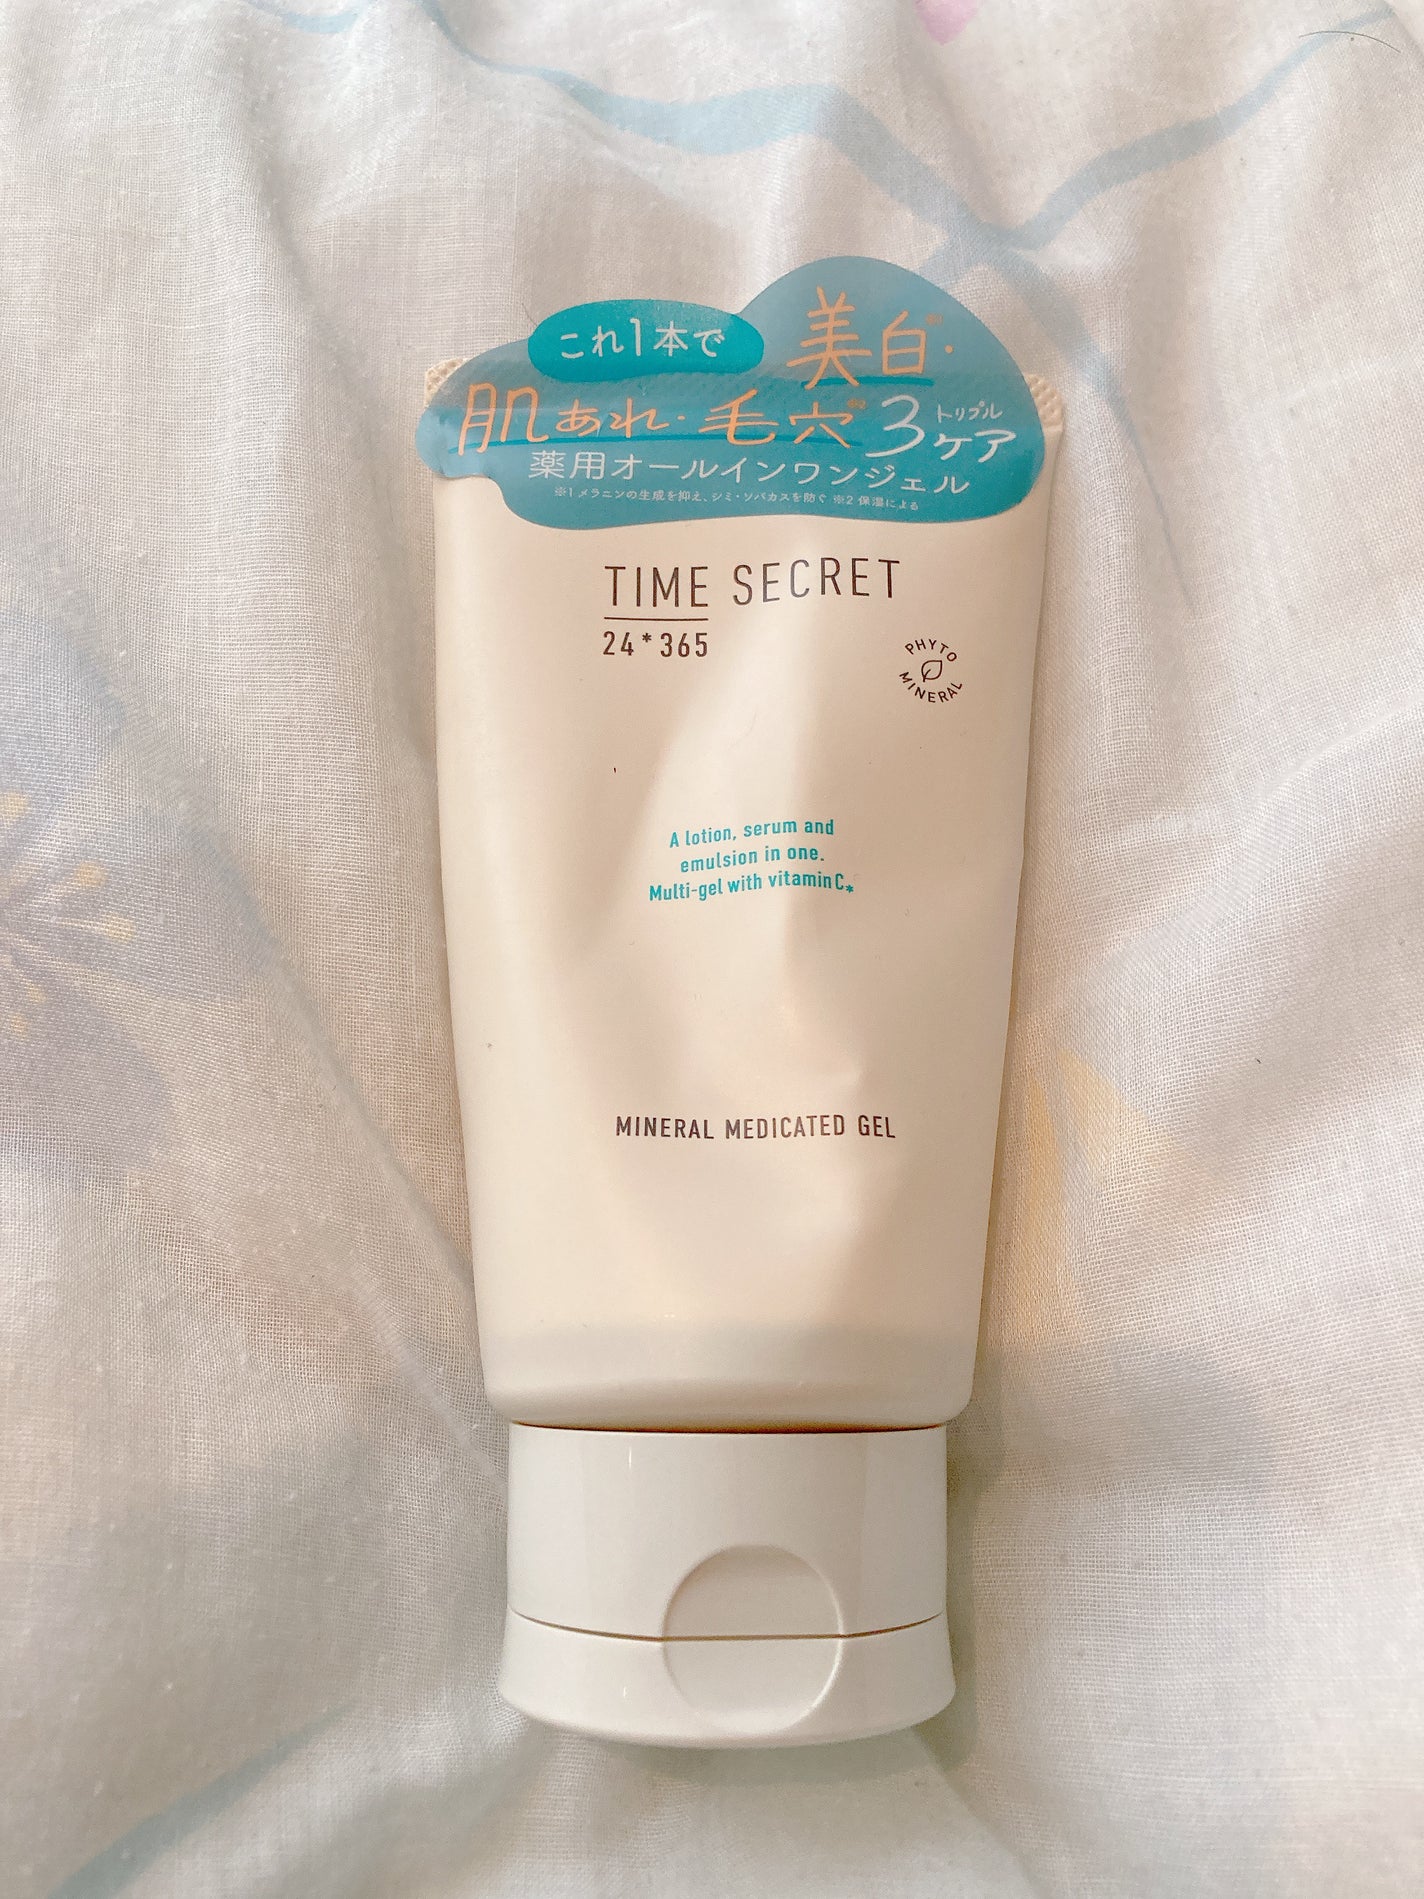 これ1本で
美白※1・
肌あれ・毛穴※2 3トリプルケア
薬用オールインワンジェル
※1 メラニンの生成を抑え、シミ・ソバカスを防ぐ ※2 保湿による
TIME SECRET
24*365
PHYTO
MINERAL
A lotion, serum and
emulsion in one.
Multi-gel with vitamin C*
MINERAL MEDICATED GEL